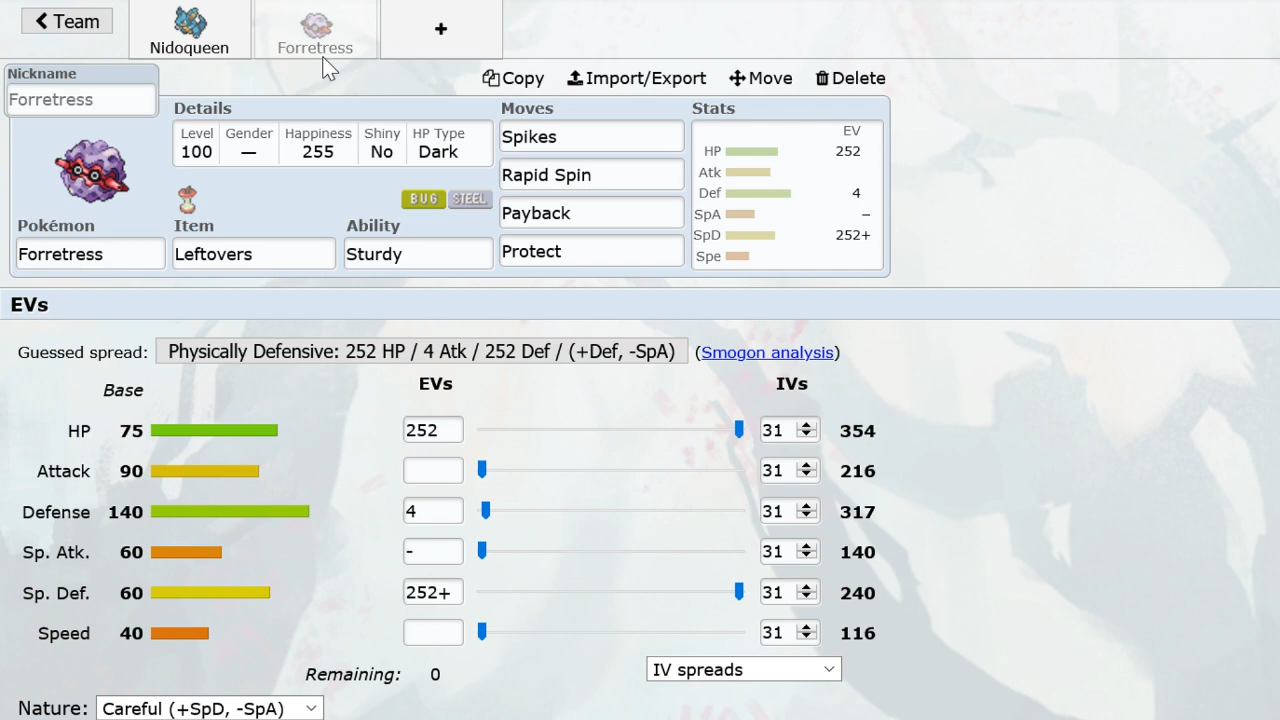 Team
Nidoqueen
Forretress
+
Nickname
Forretress
Copy Import/Export Move Delete
Details
Level Gender Happiness Shiny HP Type
100 — 255 No Dark
BUG STEEL
Pokémon Item Ability
Forretress Leftovers Sturdy
Moves
Spikes
Rapid Spin
Payback
Protect
Stats
EV
HP 252
Atk
Def 4
SpA –
SpD 252+
Spe
EVs
Guessed spread: Physically Defensive: 252 HP / 4 Atk / 252 Def / (+Def, -SpA) (Smogon analysis)
Base EVs IVs
HP 75 252 31 354
Attack 90 31 216
Defense 140 4 31 317
Sp. Atk. 60 - 31 140
Sp. Def. 60 252+ 31 240
Speed 40 31 116
Remaining: 0 IV spreads
Nature: Careful (+SpD, -SpA)